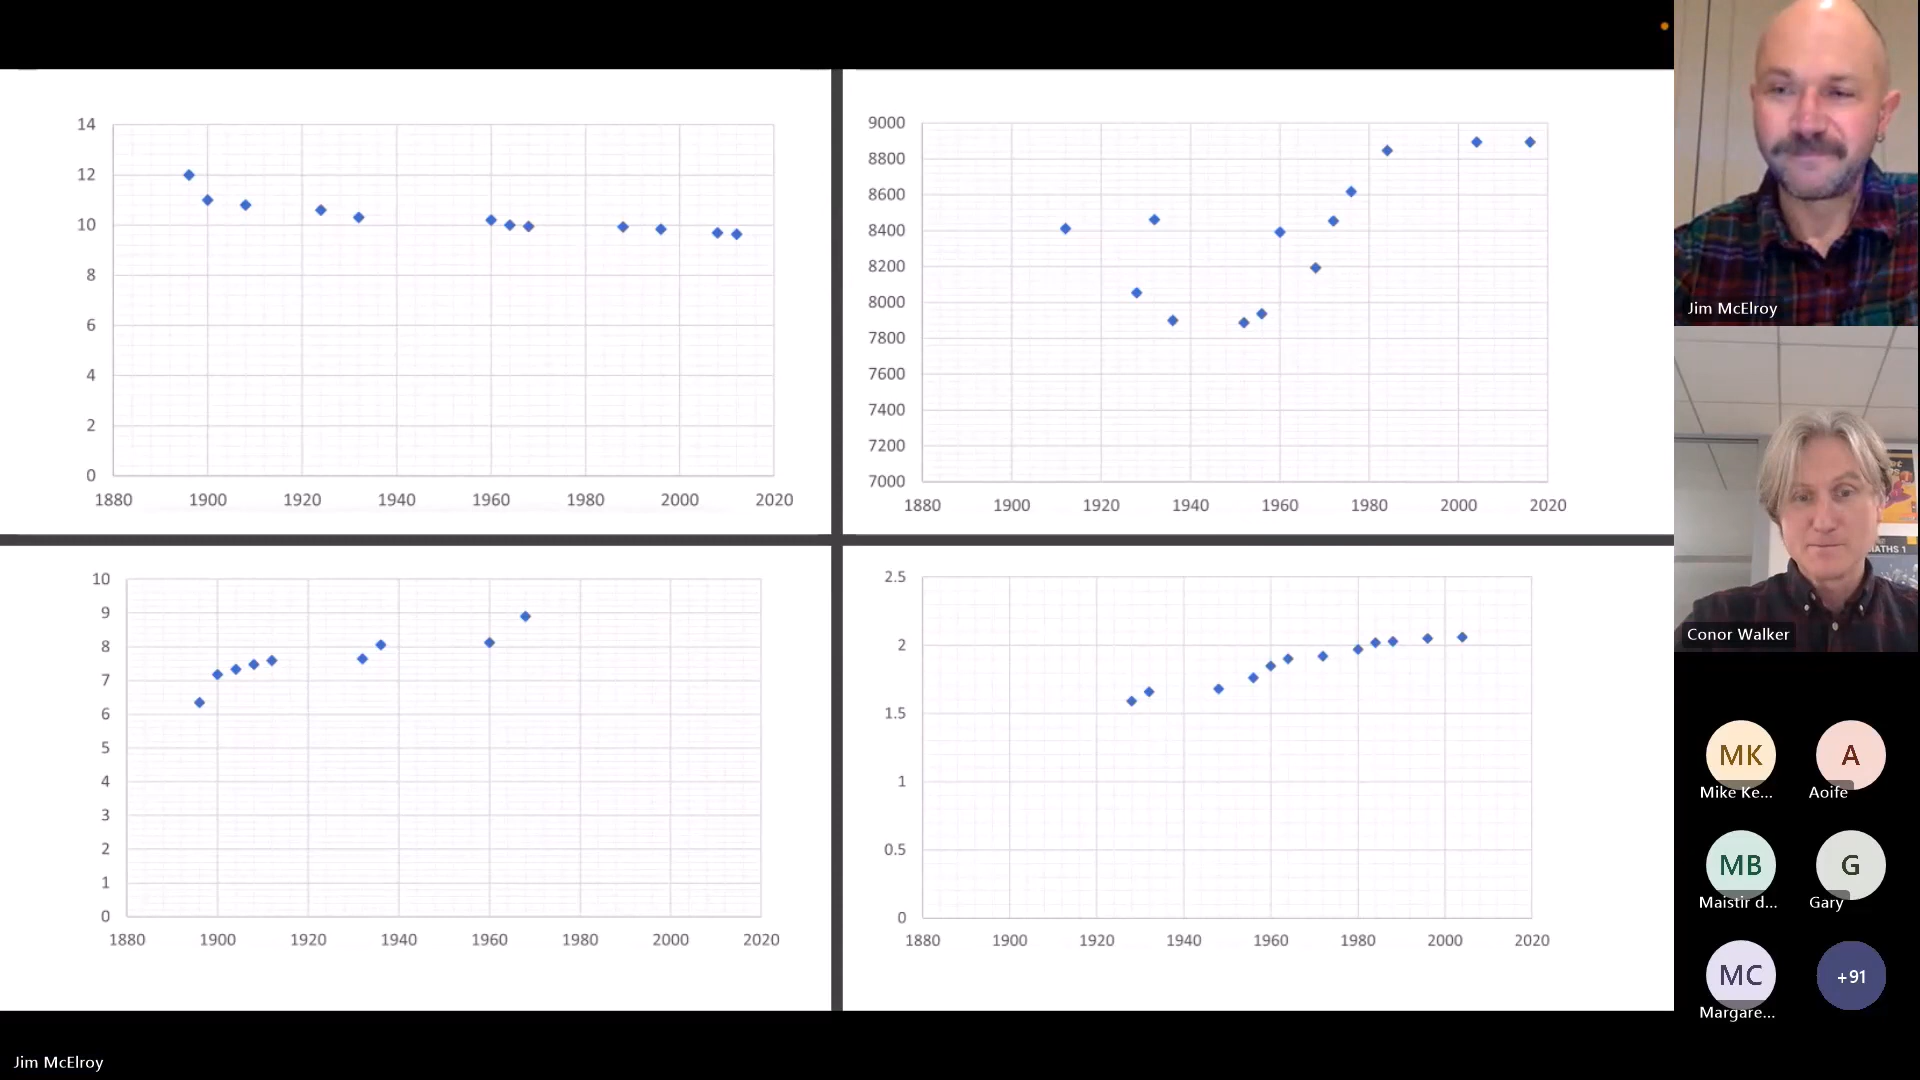 14
12
10
8
6
4
2
0
1880 1900 1920 1940 1960 1980 2000 2020
9000
8800
8600
8400
8200
8000
7800
7600
7400
7200
7000
1880 1900 1920 1940 1960 1980 2000 2020
10
9
8
7
6
5
4
3
2
1
0
1880 1900 1920 1940 1960 1980 2000 2020
2.5
2
1.5
1
0.5
0
1880 1900 1920 1940 1960 1980 2000 2020
Jim McElroy
MATHS 1
Conor Walker
MK A
Mike Ke... Aoife
MB G
Maistir d... Gary
MC +91
Margare...
Jim McElroy